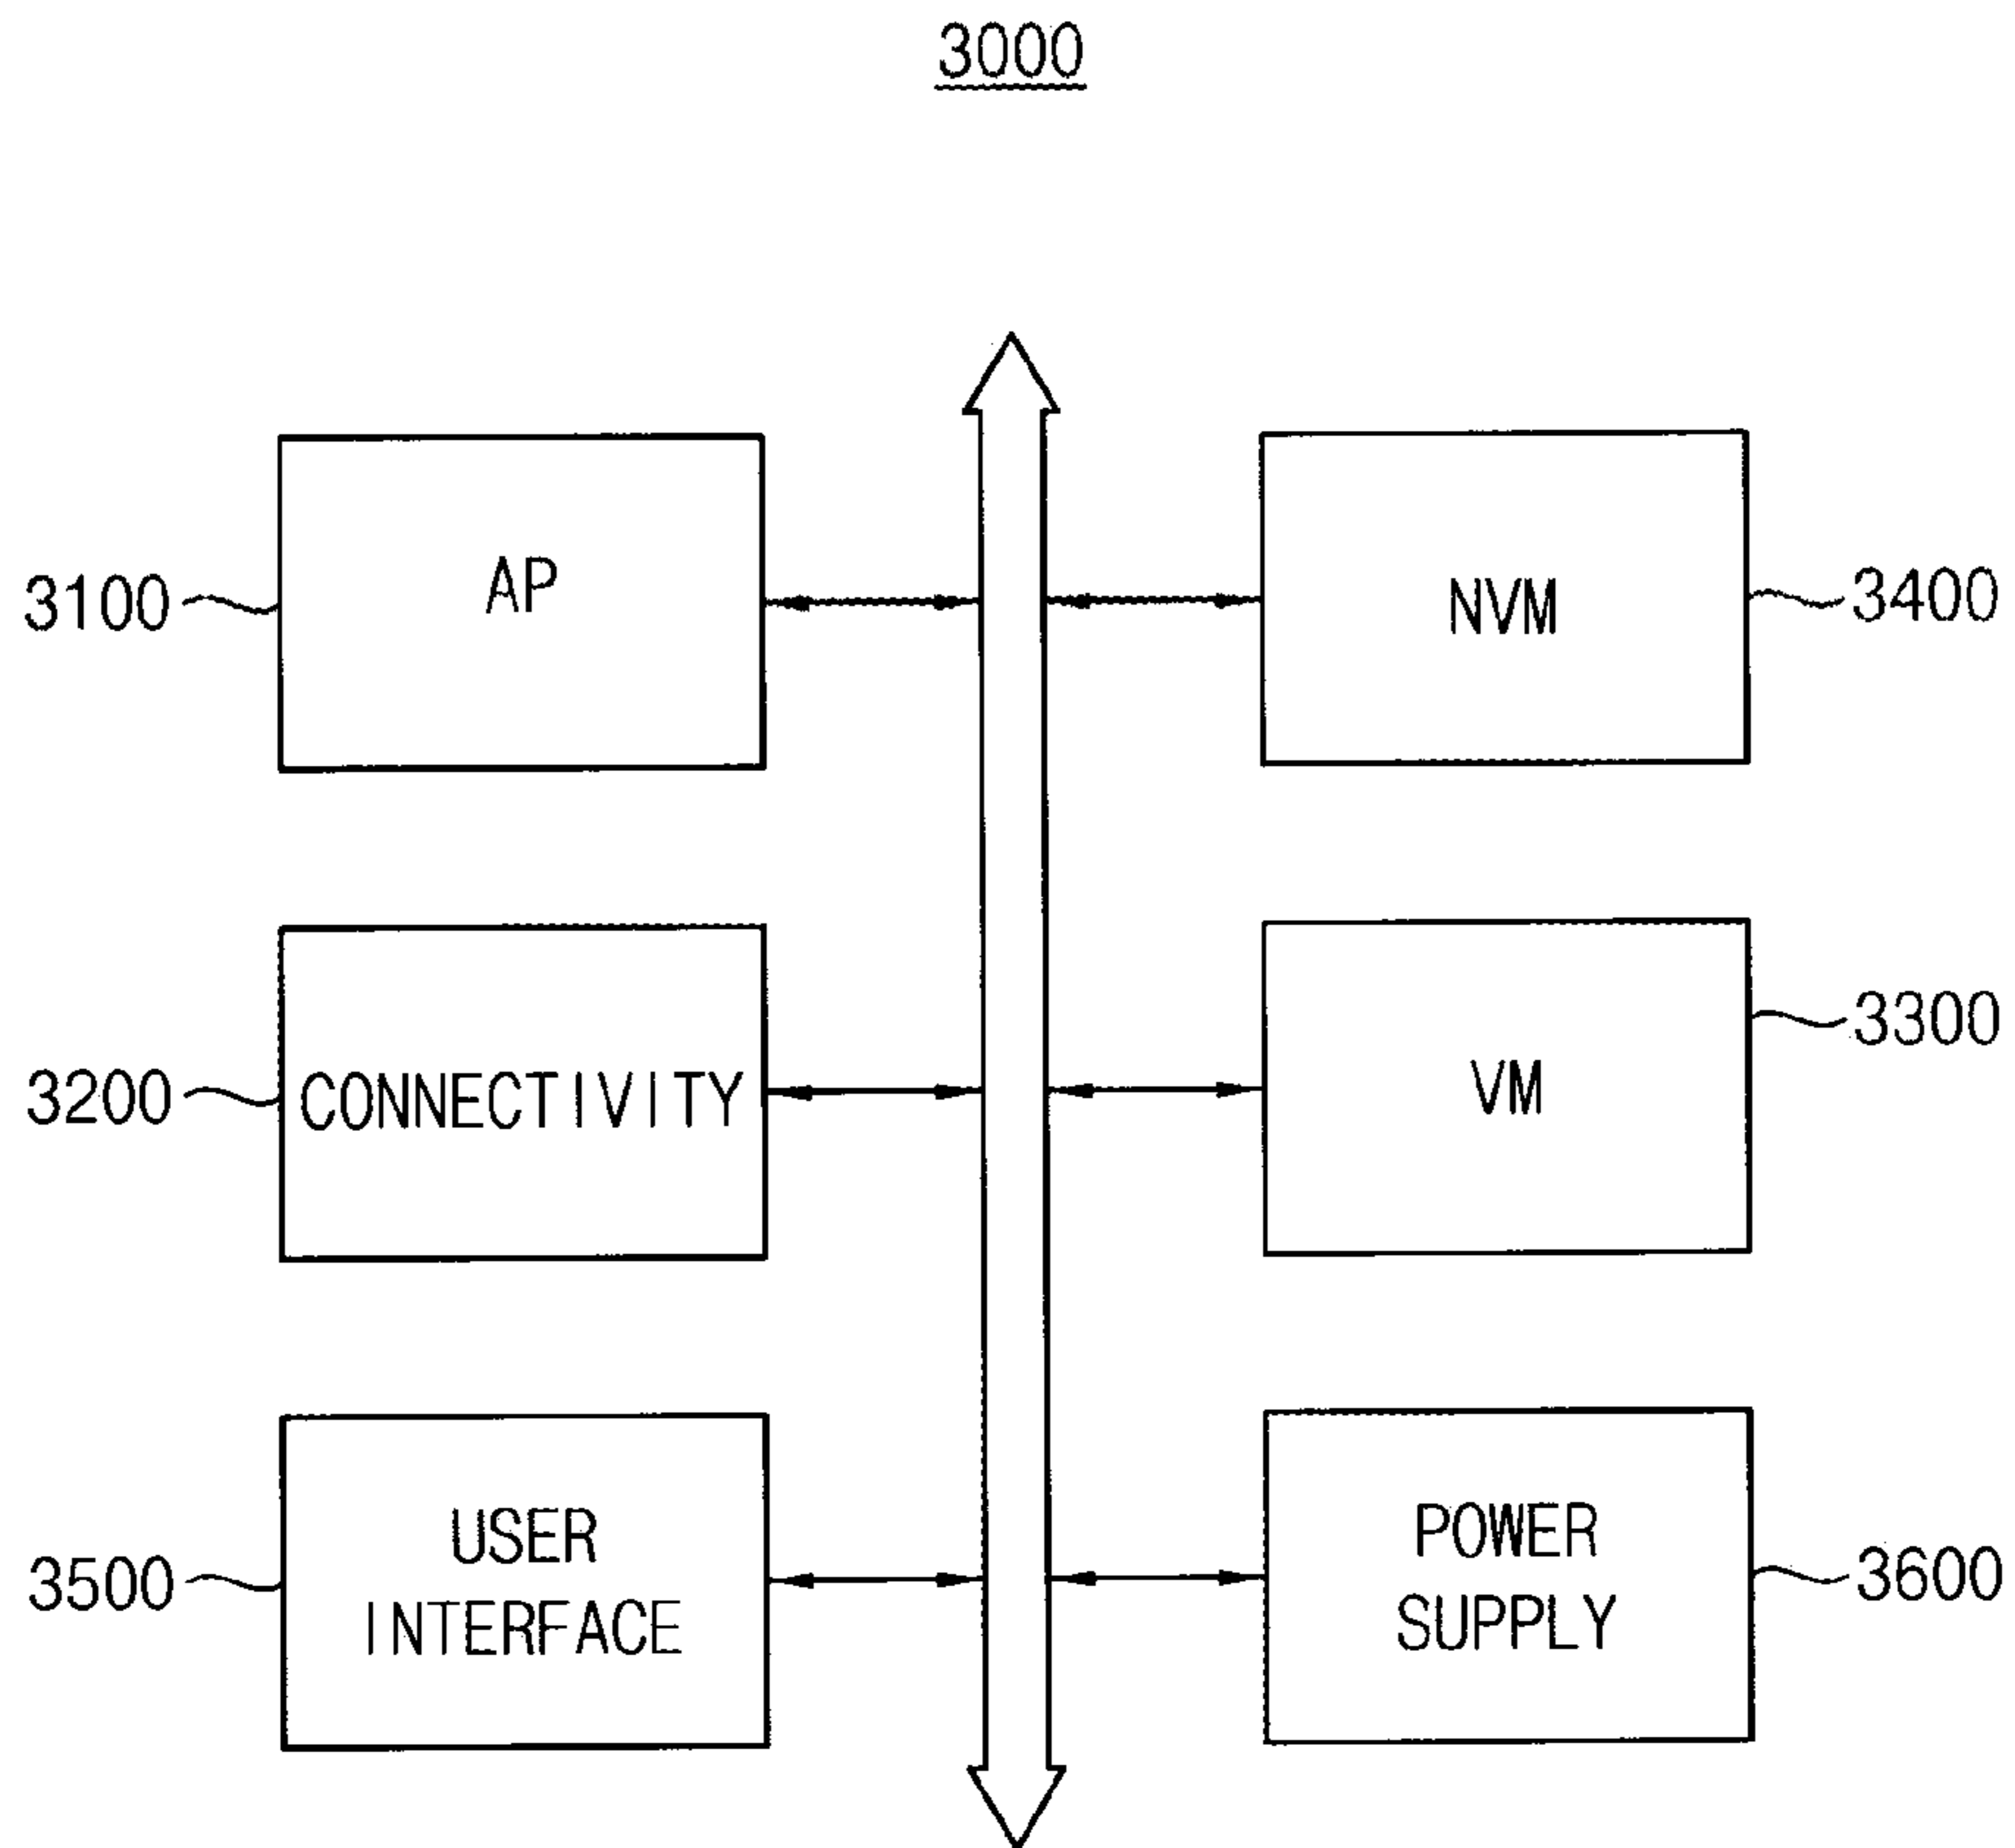 3000
AP
3100
NVM
3400
CONNECTIVITY
3200
VM
3300
USER
INTERFACE
3500
POWER
SUPPLY
3600